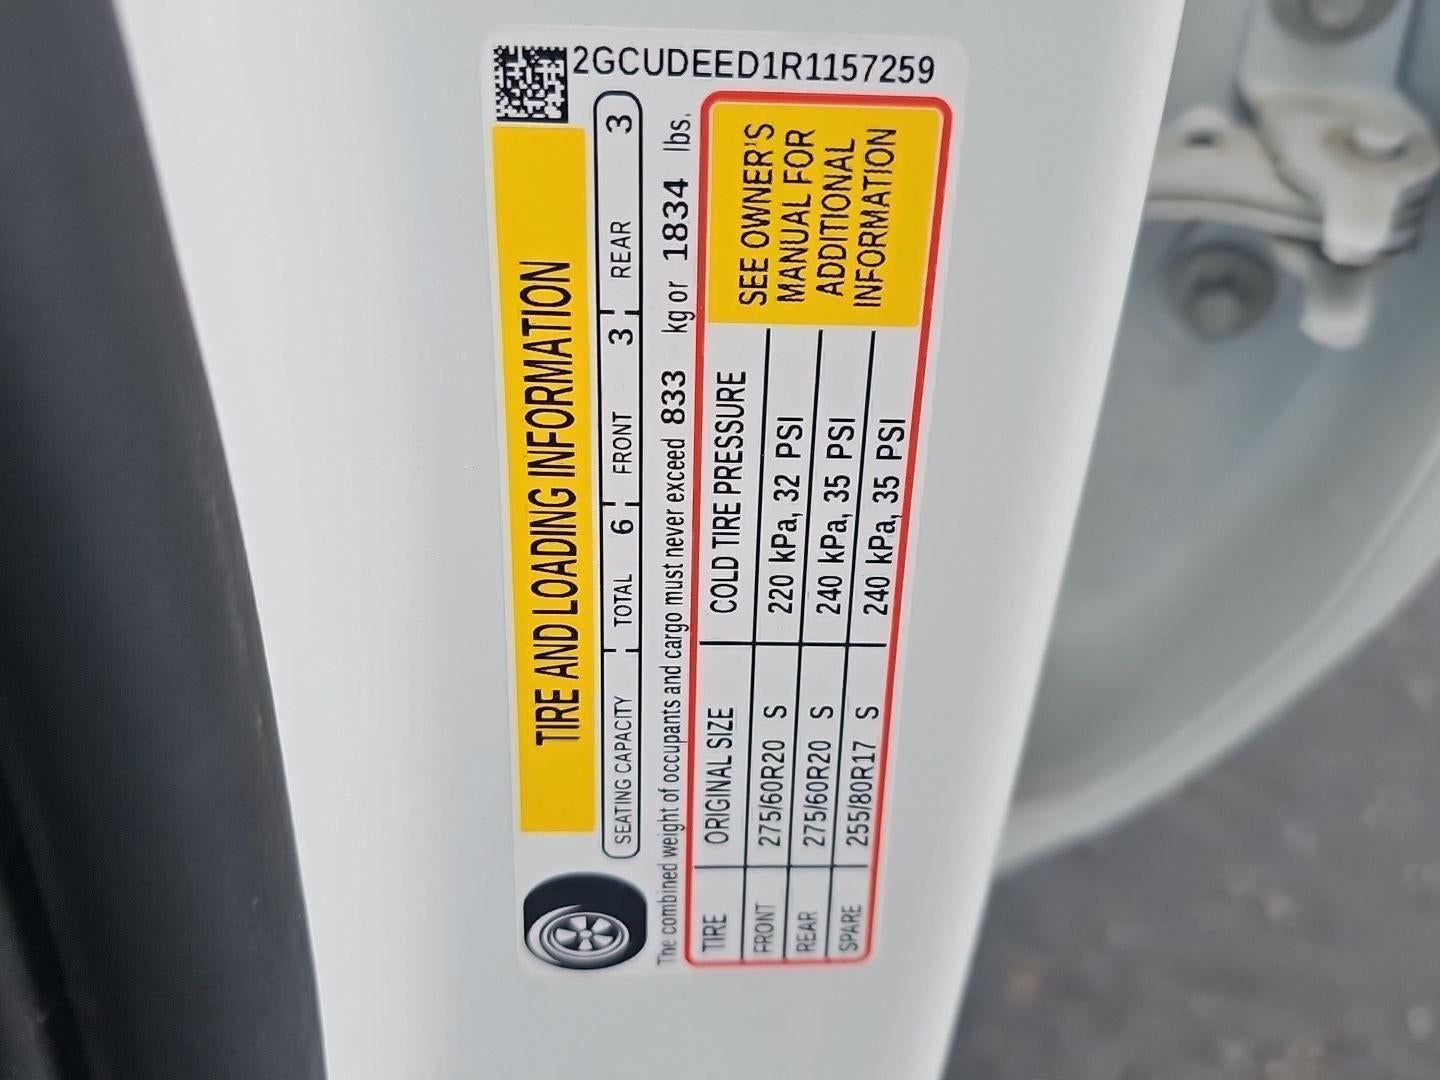 2GCUDEED1R1157259
TIRE AND LOADING INFORMATION
SEATING CAPACITY TOTAL 6 FRONT 3 REAR 3
The combined weight of occupants and cargo must never exceed 833 kg or 1834 lbs.
TIRE ORIGINAL SIZE COLD TIRE PRESSURE
FRONT 275/60R20 S 220 kPa, 32 PSI
REAR 275/60R20 S 240 kPa, 35 PSI
SPARE 255/80R17 S 240 kPa, 35 PSI
SEE OWNER'S
MANUAL FOR
ADDITIONAL
INFORMATION